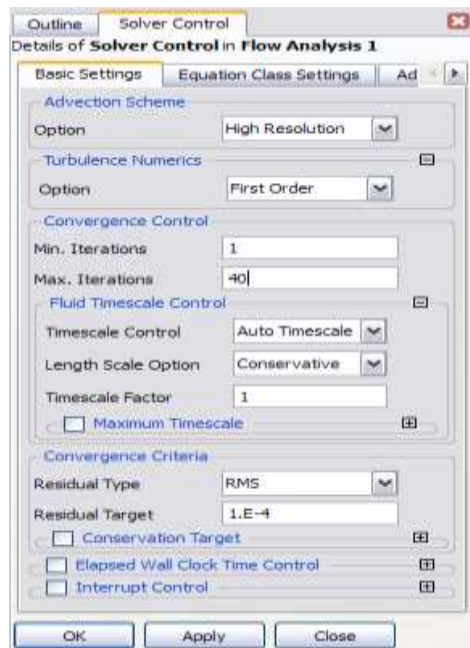 Outline Solver Control
Details of Solver Control in Flow Analysis 1
Basic Settings Equation Class Settings Ad
Advection Scheme
Option High Resolution
Turbulence Numerics
Option First Order
Convergence Control
Min. Iterations 1
Max. Iterations 40
Fluid Timescale Control
Timescale Control Auto Timescale
Length Scale Option Conservative
Timescale Factor 1
Maximum Timescale
Convergence Criteria
Residual Type RMS
Residual Target 1.E-4
Conservation Target
Elapsed Wall Clock Time Control
Interrupt Control
OK Apply Close